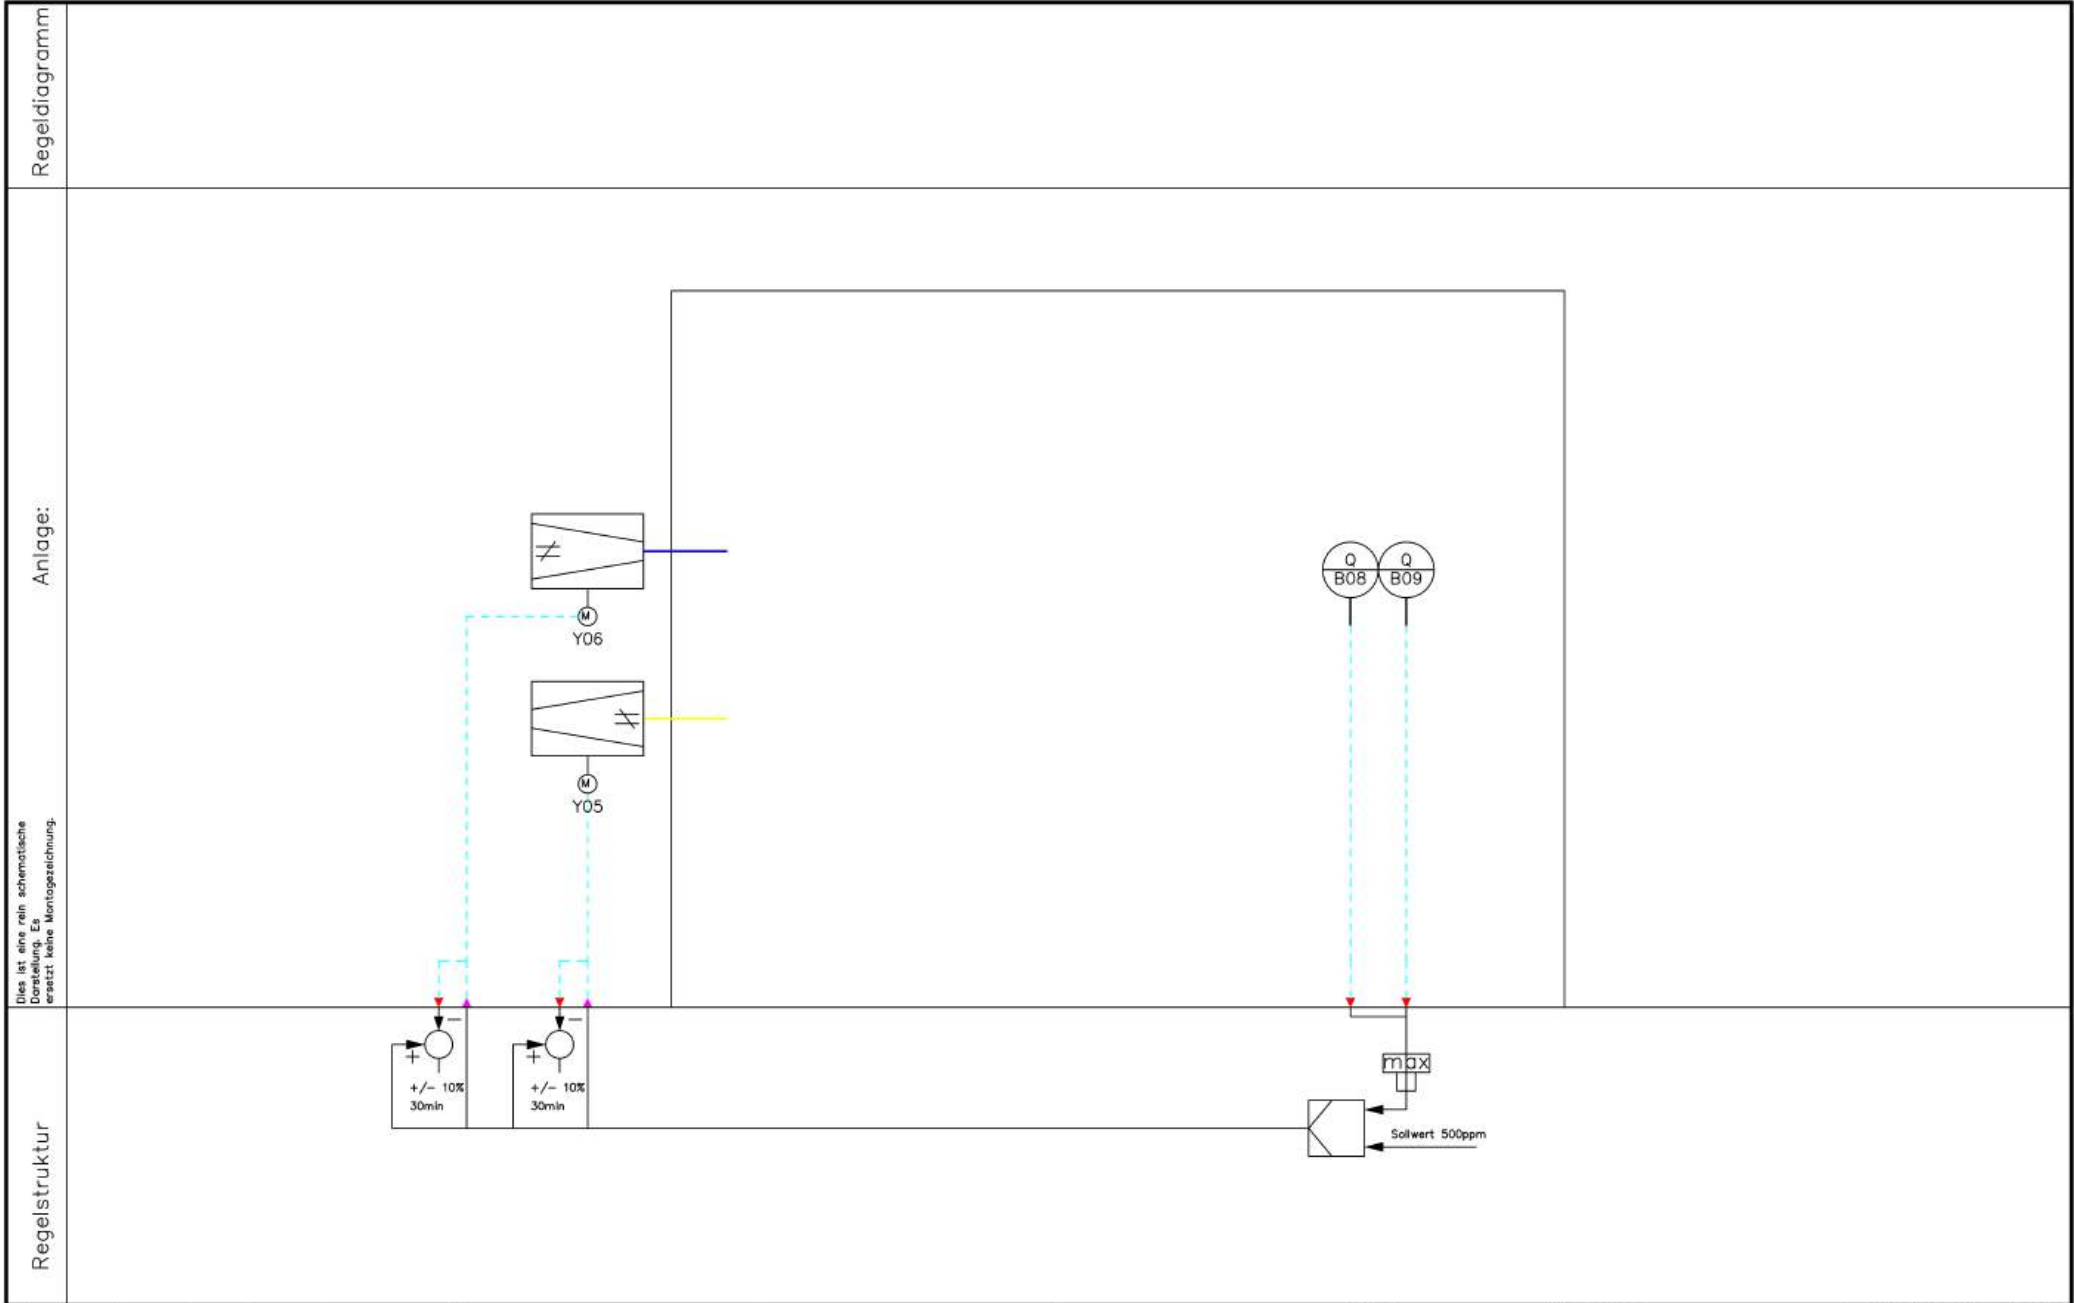 Regeldiagramm
Anlage:
Dies ist eine rein schematische
Darstellung. Es
ersetzt keine Montagezeichnung.
Regelstruktur
M
Y06
M
Y05
Q
B08
Q
B09
−
+
+/- 10%
30min
−
+
+/- 10%
30min
max
Sollwert 500ppm